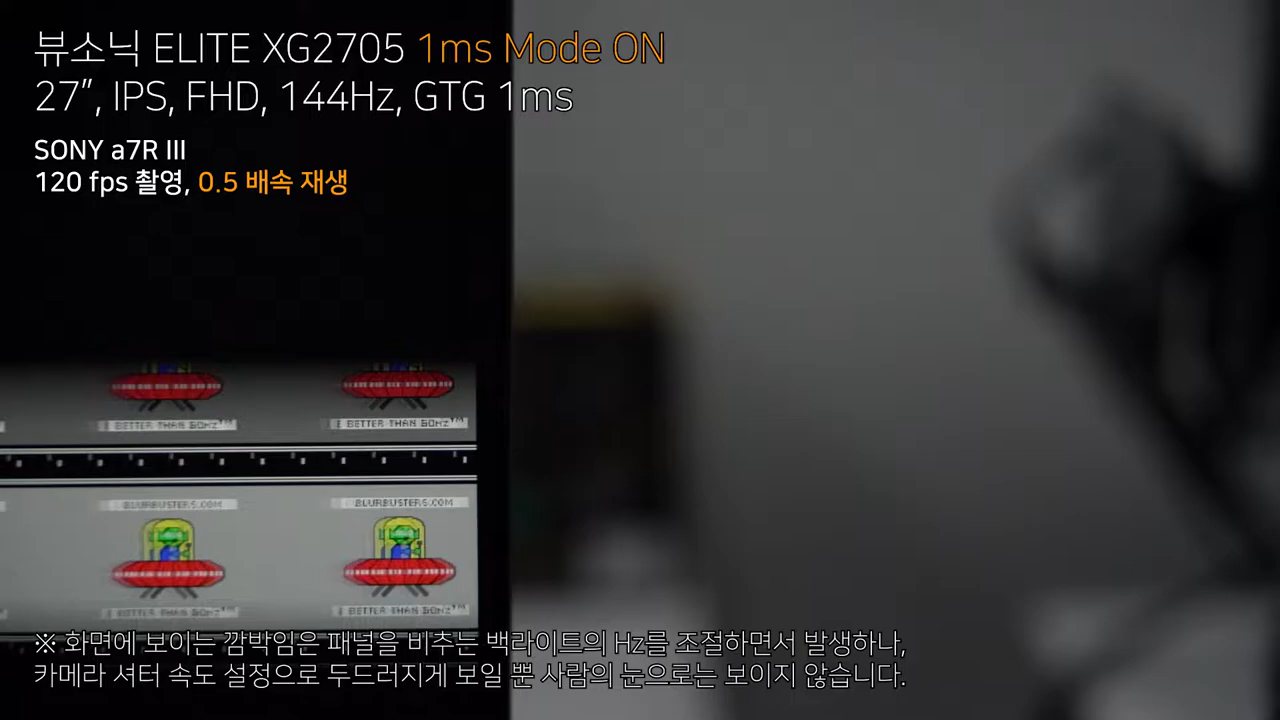 뷰소닉 ELITE XG2705 1ms Mode ON
27", IPS, FHD, 144Hz, GTG 1ms
SONY a7R III
120 fps 촬영, 0.5 배속 재생
BETTER THAN 60HZ™
BETTER THAN 60HZ™
BLURBUSTERS.COM
BLURBUSTERS.COM
BETTER THAN 60HZ™
BETTER THAN 60HZ™
※ 화면에 보이는 깜박임은 패널을 비추는 백라이트의 Hz를 조절하면서 발생하나,
카메라 셔터 속도 설정으로 두드러지게 보일 뿐 사람의 눈으로는 보이지 않습니다.